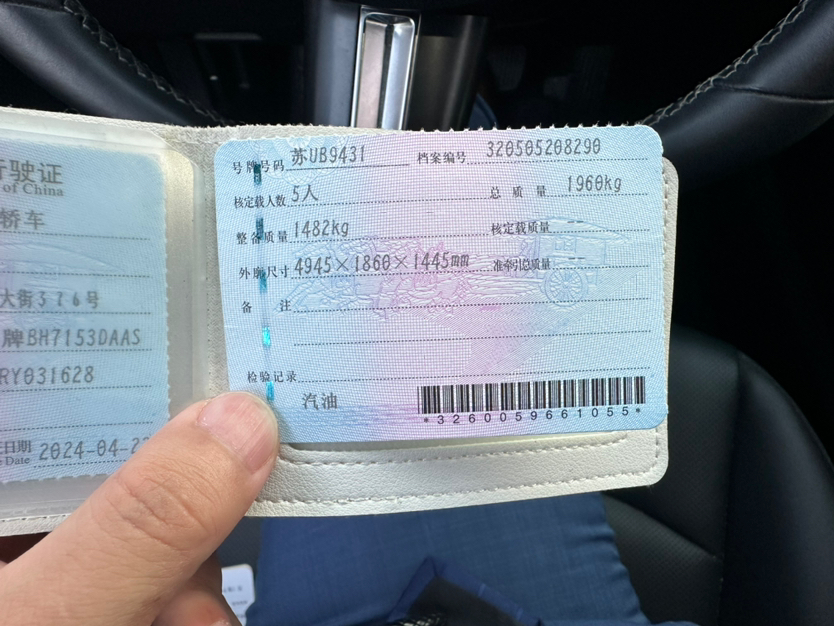 行驶证
of China
轿车
大街376号
牌BH7153DAAS
RY031628
日期
Date 2024-04-2
号牌号码 苏UB9431 档案编号 320505208290
核定载人数 5人 总质量 1960kg
整备质量 1482kg 核定载质量
外廓尺寸 4945×1860×1445mm 准牵引总质量
备注
检验记录
汽油
*3260059661055*